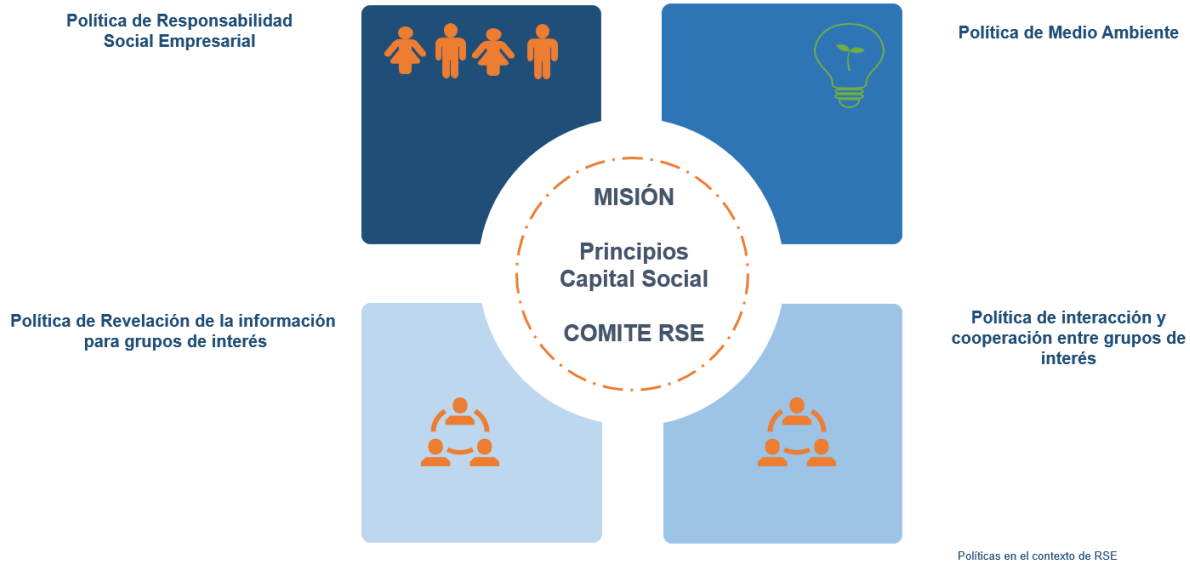 Política de Responsabilidad
Social Empresarial
Política de Medio Ambiente
MISIÓN
Principios
Capital Social
COMITE RSE
Política de Revelación de la información
para grupos de interés
Política de interacción y
cooperación entre grupos de
interés
Políticas en el contexto de RSE